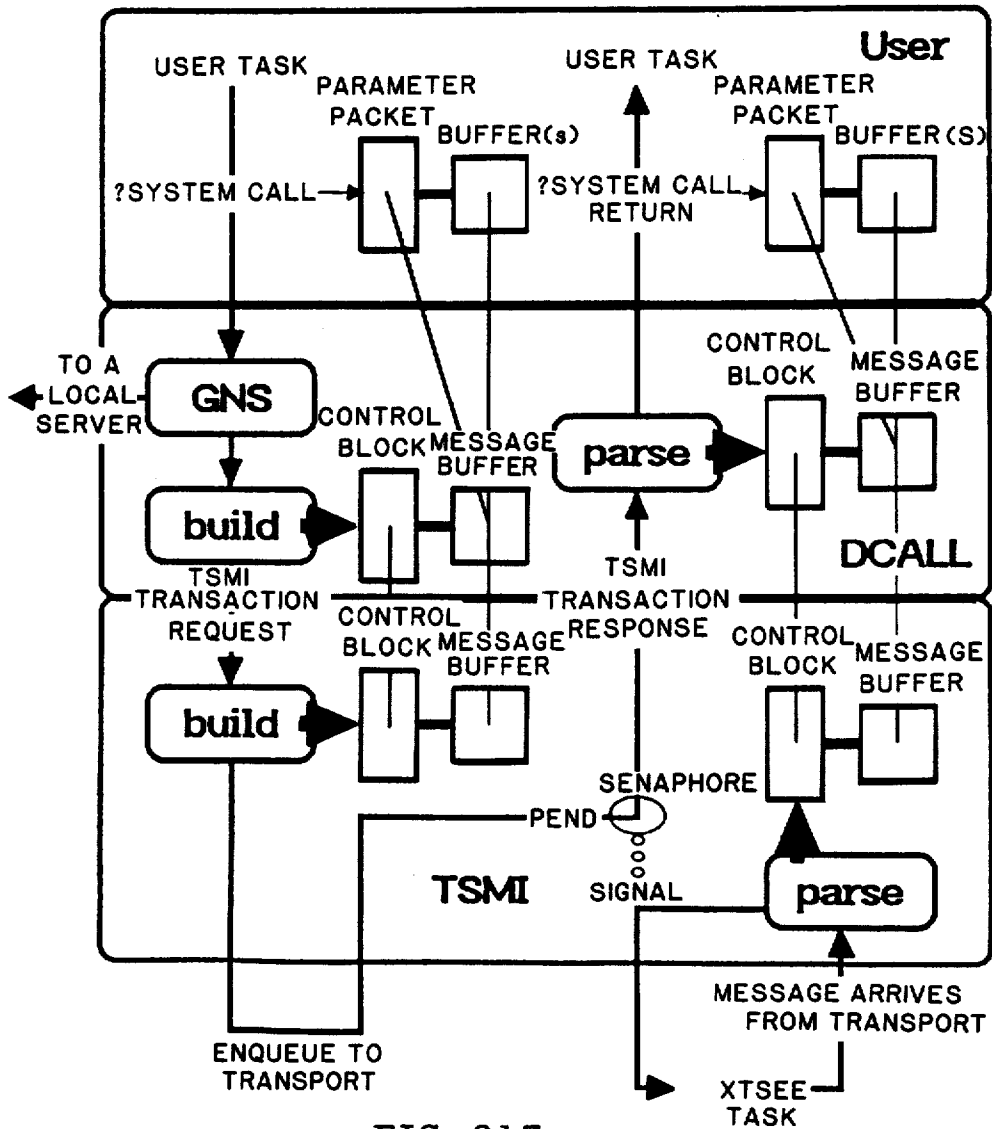 User
USER TASK
PARAMETER
PACKET
BUFFER(s)
?SYSTEM CALL
USER TASK
PARAMETER
PACKET
BUFFER(S)
?SYSTEM CALL
RETURN
TO A
LOCAL
SERVER
GNS
CONTROL
BLOCK
MESSAGE
BUFFER
build
parse
CONTROL
BLOCK
MESSAGE
BUFFER
DCALL
TSMI
TRANSACTION
REQUEST
TSMI
TRANSACTION
RESPONSE
CONTROL
BLOCK
MESSAGE
BUFFER
build
CONTROL
BLOCK
MESSAGE
BUFFER
SENAPHORE
PEND
SIGNAL
TSMI
parse
MESSAGE ARRIVES
FROM TRANSPORT
ENQUEUE TO
TRANSPORT
XTSEE
TASK